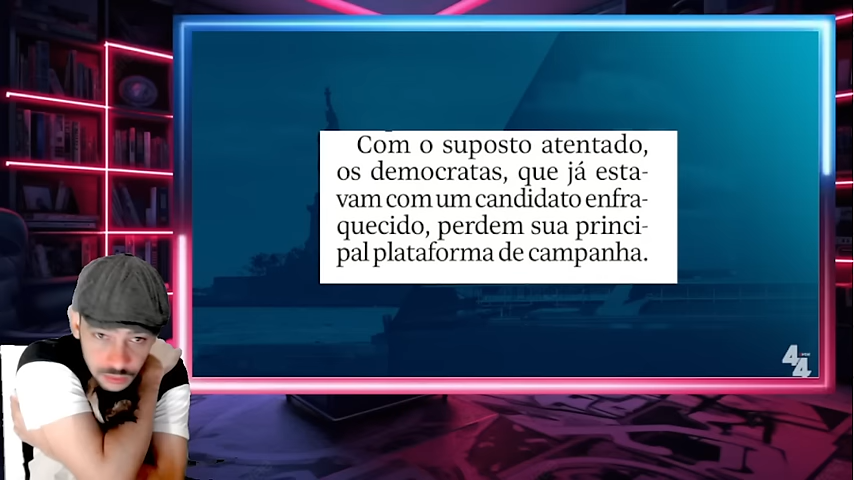 Com o suposto atentado,
os democratas, que já esta-
vam com um candidato enfra-
quecido, perdem sua princi-
pal plataforma de campanha.
44